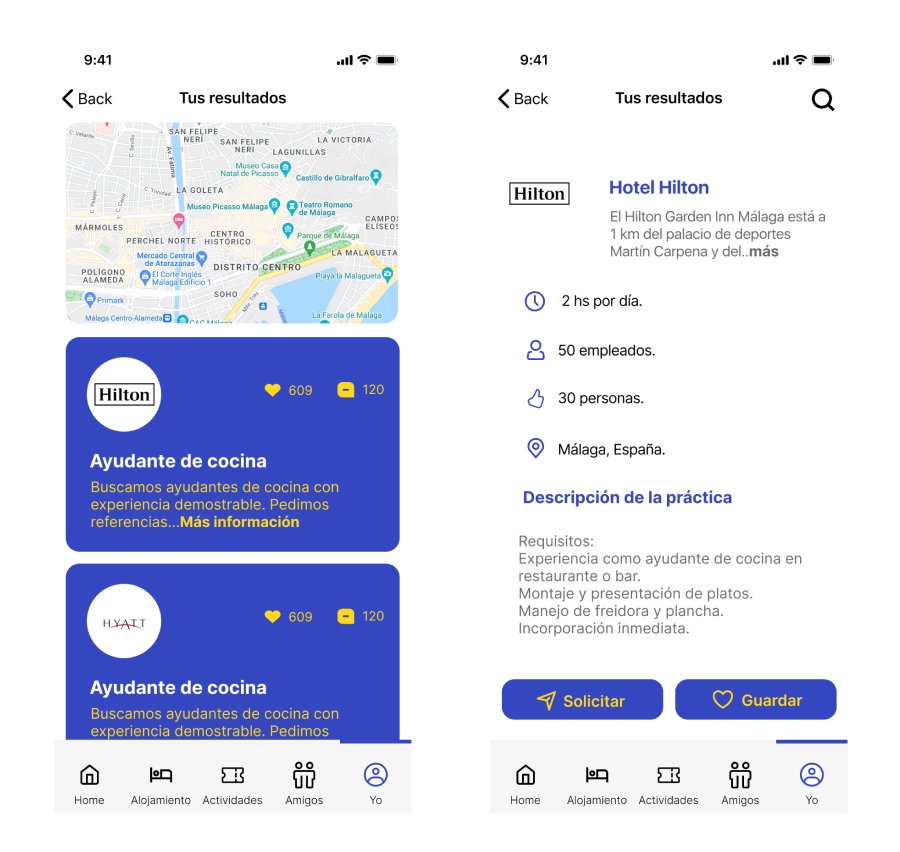 9:41
Back
Tus resultados
C. Velarde
C. Sevilla
Av. Fátima
SAN FELIPE
NERI
SAN FELIPE
NERI
LA VICTORIA
LAGUNILLAS
Museo Casa
Natal de Picasso
Castillo de Gibralfaro
C. Trinidad
LA GOLETA
C. Pelayo
Museo Picasso Málaga
Teatro Romano
de Málaga
CAMPOS
ELÍSEOS
MÁRMOLES
PERCHEL NORTE
CENTRO
HISTÓRICO
Parque de Málaga
LA MALAGUETA
Mercado Central
de Atarazanas
DISTRITO CENTRO
POLÍGONO
ALAMEDA
El Corte Inglés
Málaga Edificio 1
Playa la Malagueta
SOHO
Primark
Málaga Centro-Alameda
CAC Málaga
La Farola de Málaga
Hilton
609
120
Ayudante de cocina
Buscamos ayudantes de cocina con
experiencia demostrable. Pedimos
referencias...Más información
HYATT
609
120
Ayudante de cocina
Buscamos ayudantes de cocina con
experiencia demostrable. Pedimos
Home
Alojamiento
Actividades
Amigos
Yo
9:41
Back
Tus resultados
Hilton
Hotel Hilton
El Hilton Garden Inn Málaga está a
1 km del palacio de deportes
Martín Carpena y del..más
2 hs por día.
50 empleados.
30 personas.
Málaga, España.
Descripción de la práctica
Requisitos:
Experiencia como ayudante de cocina en
restaurante o bar.
Montaje y presentación de platos.
Manejo de freidora y plancha.
Incorporación inmediata.
Solicitar
Guardar
Home
Alojamiento
Actividades
Amigos
Yo